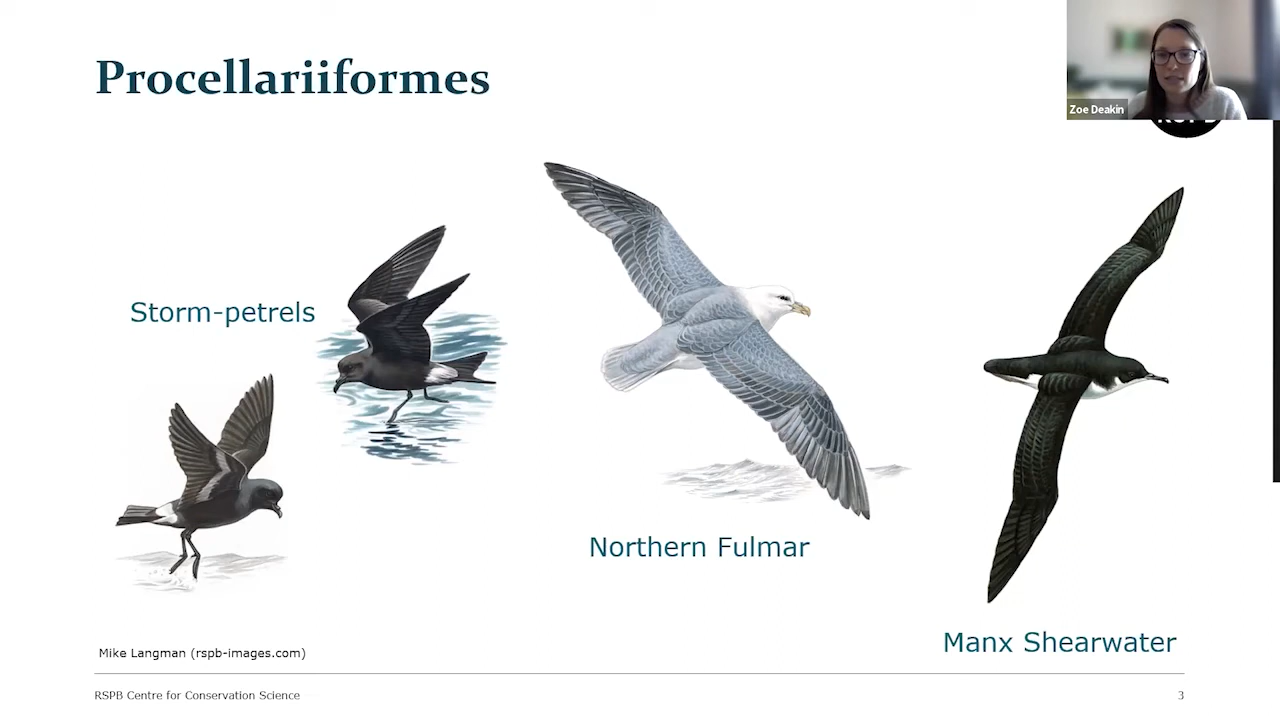 Procellariiformes
Zoe Deakin
Storm-petrels
Northern Fulmar
Manx Shearwater
Mike Langman (rspb-images.com)
RSPB Centre for Conservation Science
3